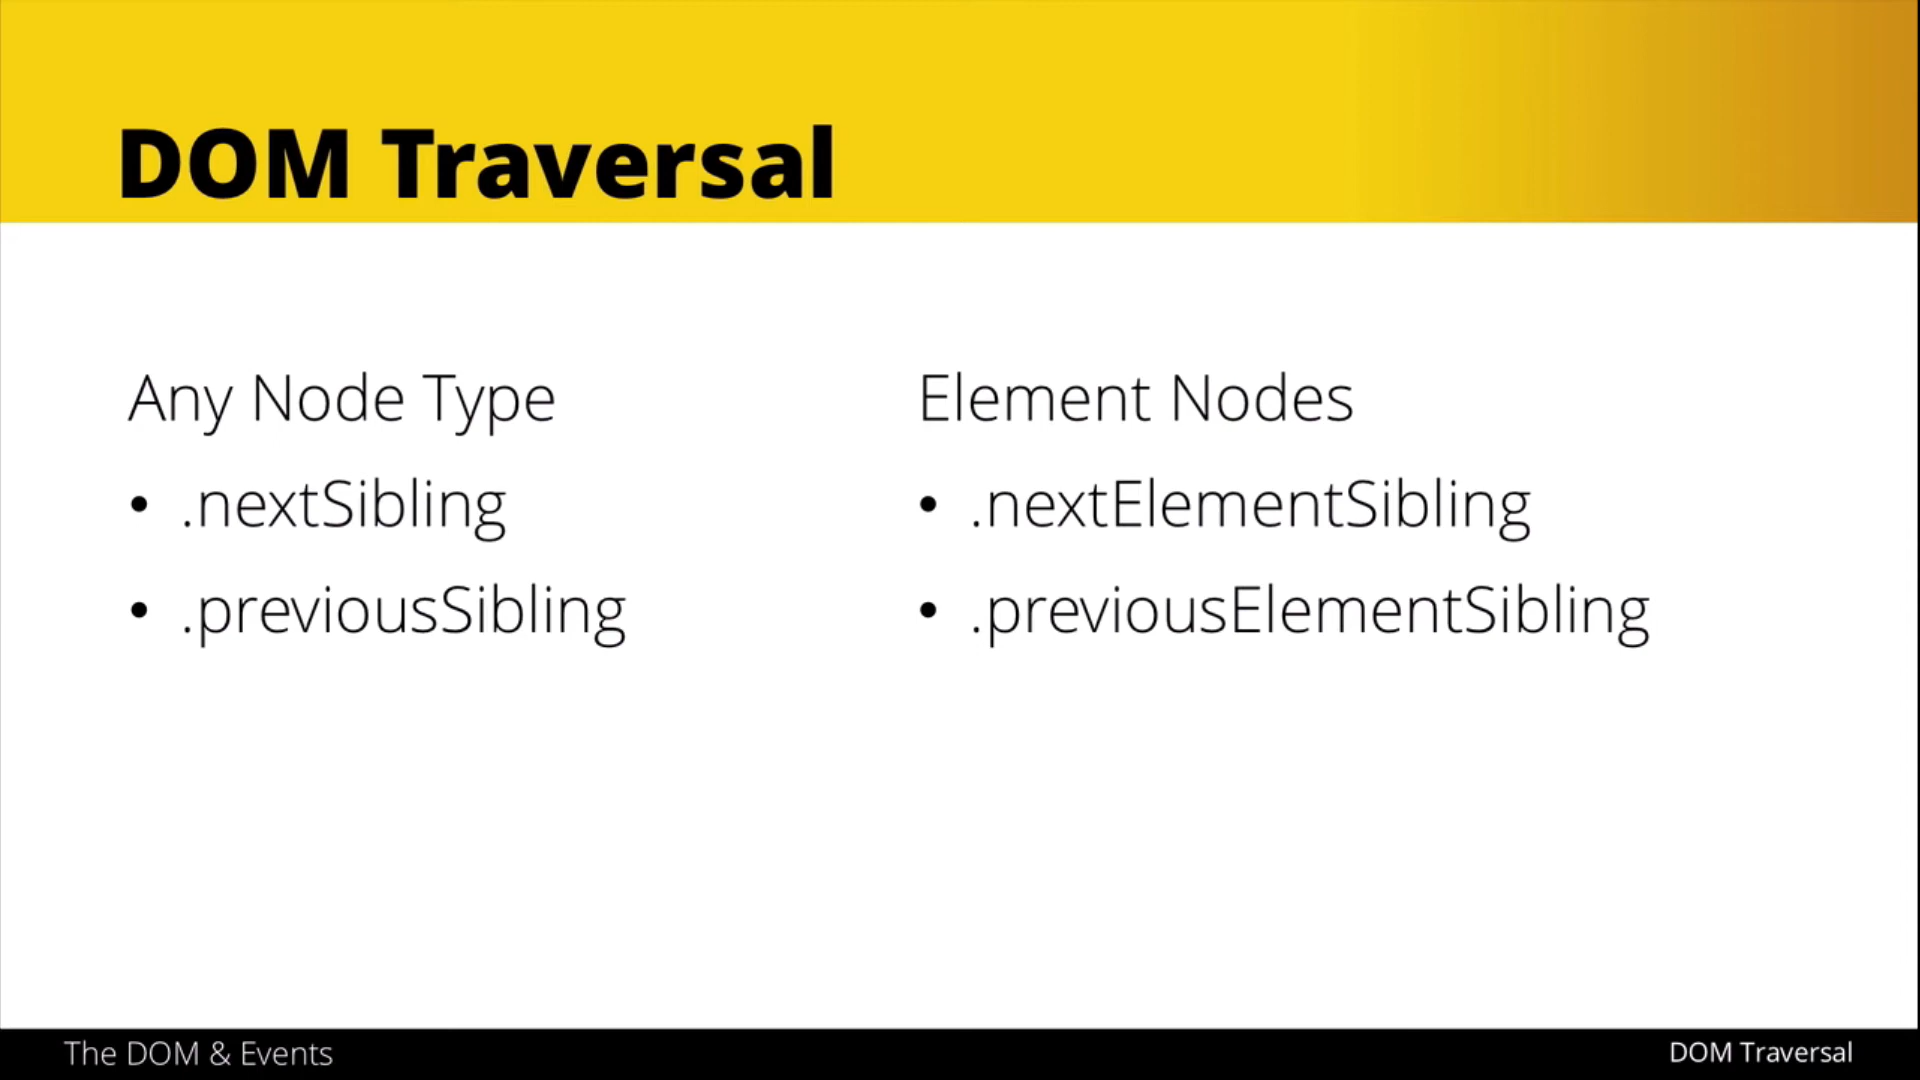 DOM Traversal
Any Node Type
• .nextSibling
• .previousSibling
Element Nodes
• .nextElementSibling
• .previousElementSibling
The DOM & Events
DOM Traversal